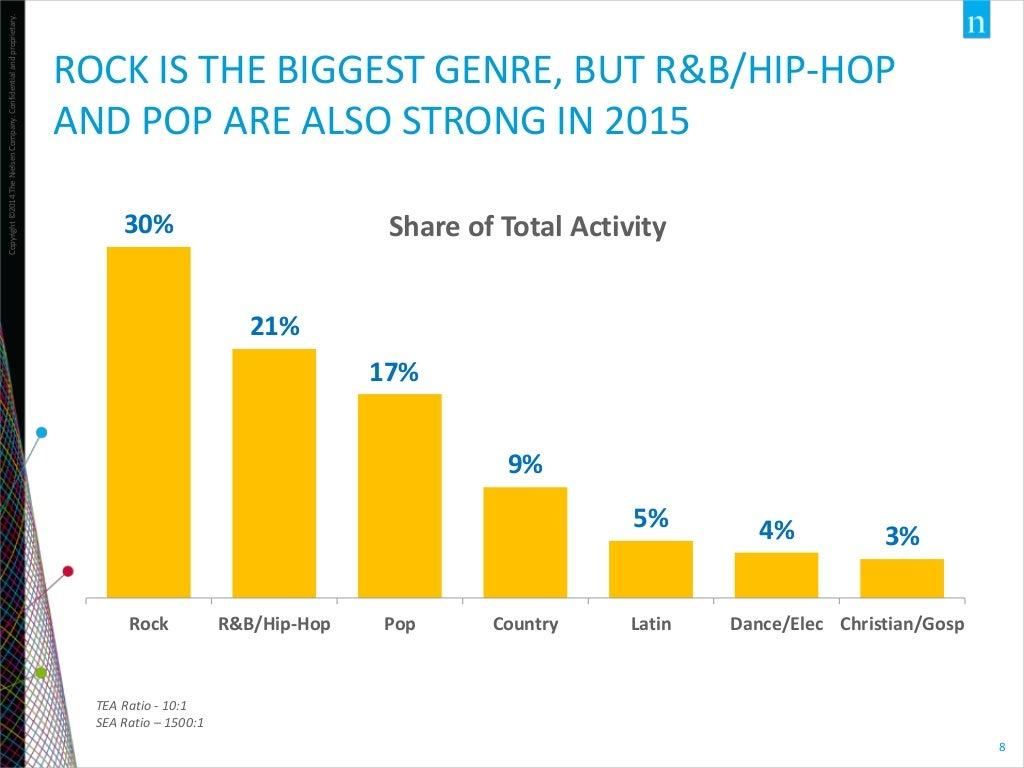 Copyright ©2014 The Nielsen Company. Confidential and proprietary.
n
ROCK IS THE BIGGEST GENRE, BUT R&B/HIP-HOP
AND POP ARE ALSO STRONG IN 2015
Share of Total Activity
30%
21%
17%
9%
5%
4%
3%
Rock
R&B/Hip-Hop
Pop
Country
Latin
Dance/Elec
Christian/Gosp
TEA Ratio - 10:1
SEA Ratio – 1500:1
8